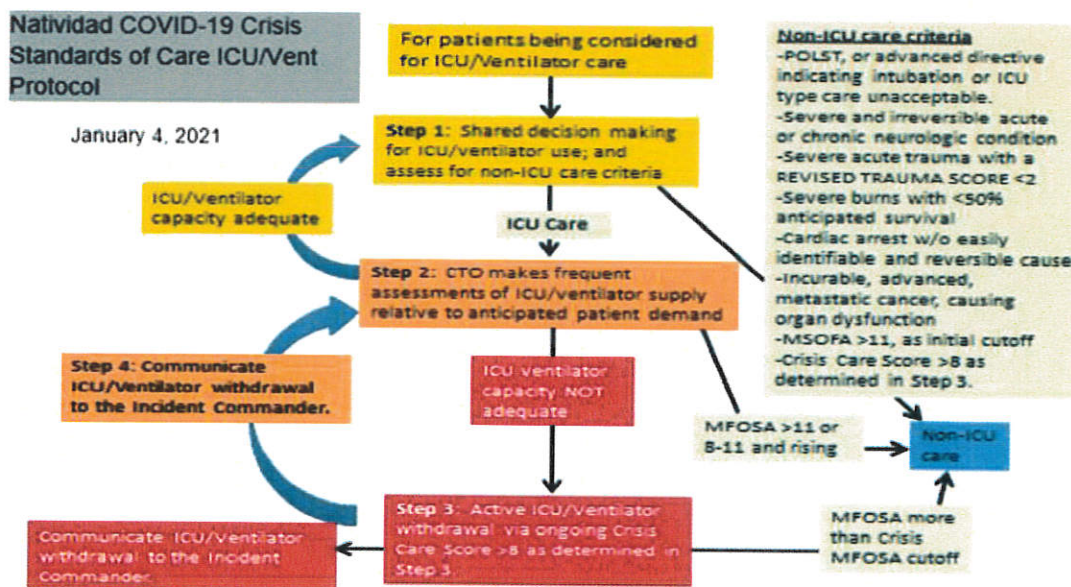 Natividad COVID-19 Crisis
Standards of Care ICU/Vent
Protocol
January 4, 2021
For patients being considered
for ICU/Ventilator care
Step 1: Shared decision making
for ICU/ventilator use; and
assess for non-ICU care criteria
ICU/Ventilator
capacity adequate
ICU Care
Step 2: CTO makes frequent
assessments of ICU/ventilator supply
relative to anticipated patient demand
Step 4: Communicate
ICU/Ventilator withdrawal
to the Incident Commander.
ICU ventilator
capacity NOT
adequate
MFOSA >11 or
8-11 and rising
Non-ICU
care
Step 3: Active ICU/Ventilator
withdrawal via ongoing Crisis
Care Score >8 as determined in
Step 3.
Communicate ICU/Ventilator
withdrawal to the Incident
Commander.
MFOSA more
than Crisis
MFOSA cutoff
Non-ICU care criteria
-POLST, or advanced directive
indicating intubation or ICU
type care unacceptable.
-Severe and irreversible acute
or chronic neurologic condition
-Severe acute trauma with a
REVISED TRAUMA SCORE <2
-Severe burns with <50%
anticipated survival
-Cardiac arrest w/o easily
identifiable and reversible cause
-Incurable, advanced,
metastatic cancer, causing
organ dysfunction
-MSOFA >11, as initial cutoff
-Crisis Care Score >8 as
determined in Step 3.